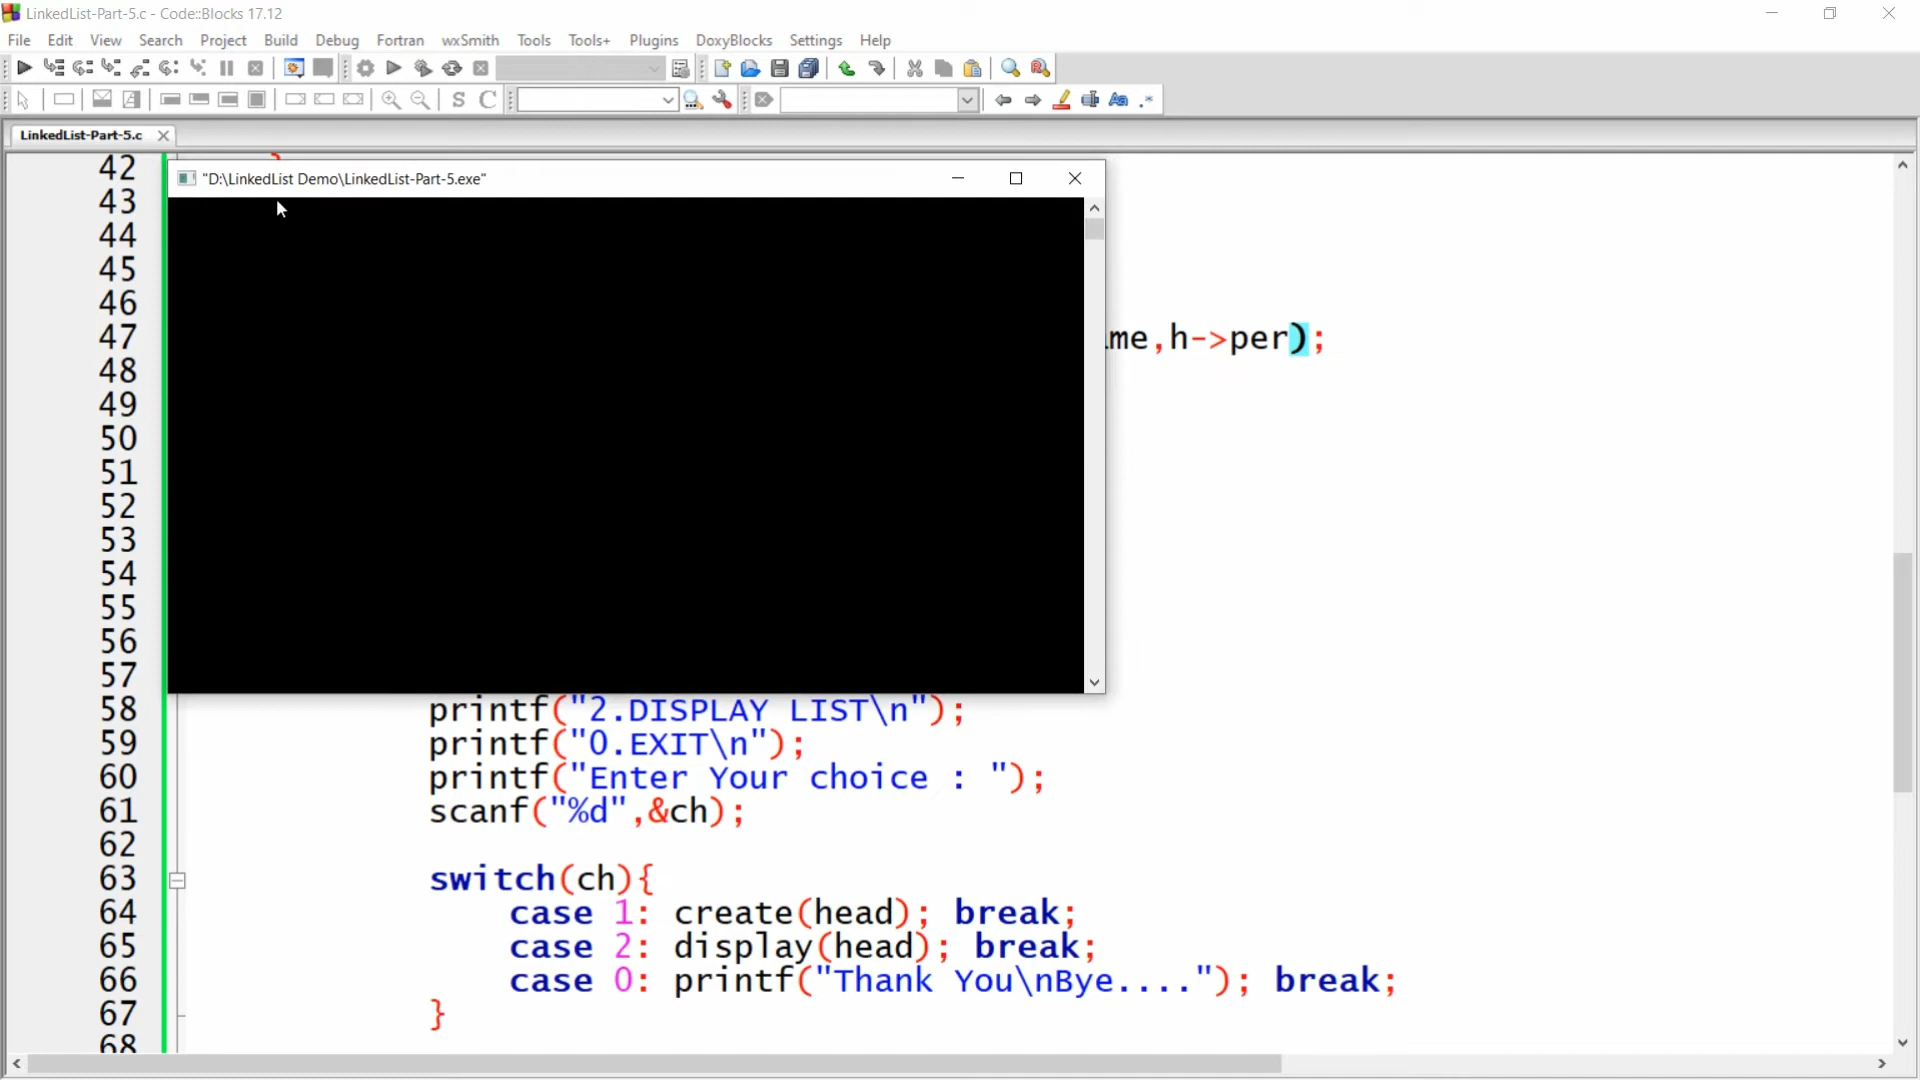 LinkedList-Part-5.c - Code::Blocks 17.12
File Edit View Search Project Build Debug Fortran wxSmith Tools Tools+ Plugins DoxyBlocks Settings Help
S C Aa .*
LinkedList-Part-5.c
"D:\LinkedList Demo\LinkedList-Part-5.exe"
42
43
44
45
46
47 me,h->per);
48
49
50
51
52
53
54
55
56
57
58 printf("2.DISPLAY LIST\n");
59 printf("0.EXIT\n");
60 printf("Enter Your choice : ");
61 scanf("%d",&ch);
62
63 switch(ch){
64 case 1: create(head); break;
65 case 2: display(head); break;
66 case 0: printf("Thank You\nBye...."); break;
67 }
68